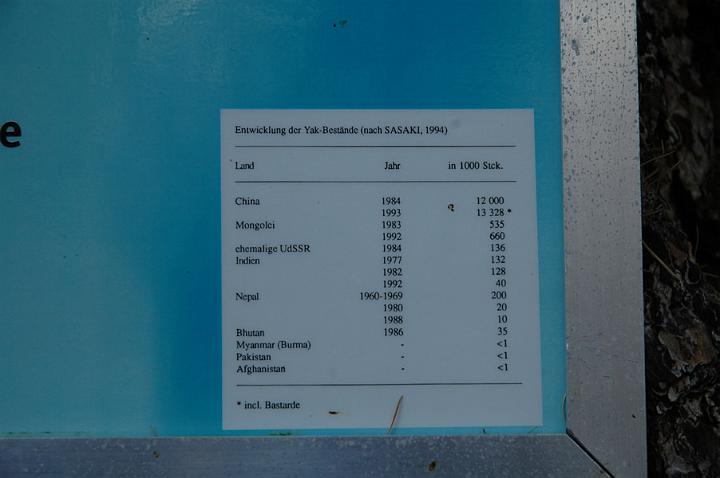 e
Entwicklung der Yak-Bestände (nach SASAKI, 1994)
Land Jahr in 1000 Stck.
China 1984 12 000
1993 13 328 *
Mongolei 1983 535
1992 660
ehemalige UdSSR 1984 136
Indien 1977 132
1982 128
1992 40
Nepal 1960-1969 200
1980 20
1988 10
Bhutan 1986 35
Myanmar (Burma) - <1
Pakistan - <1
Afghanistan - <1
* incl. Bastarde